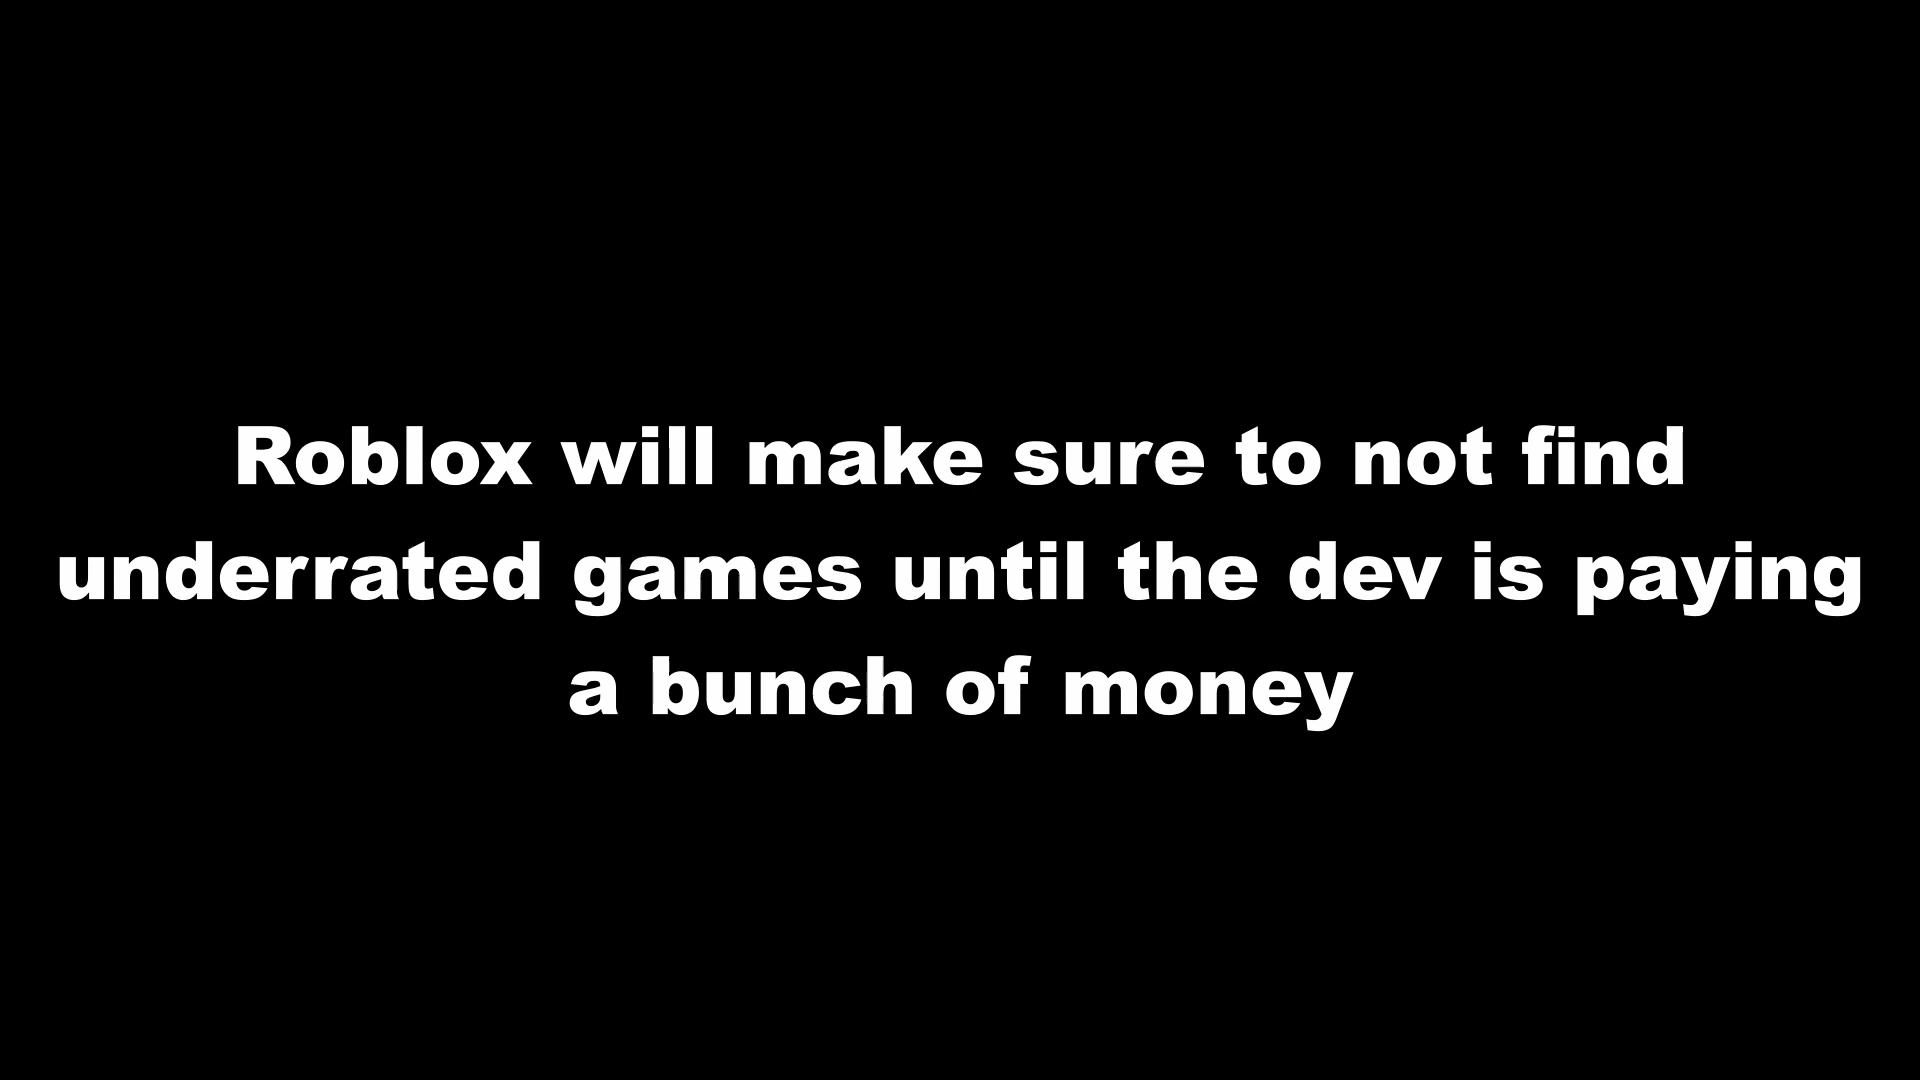 Roblox will make sure to not find
underrated games until the dev is paying
a bunch of money